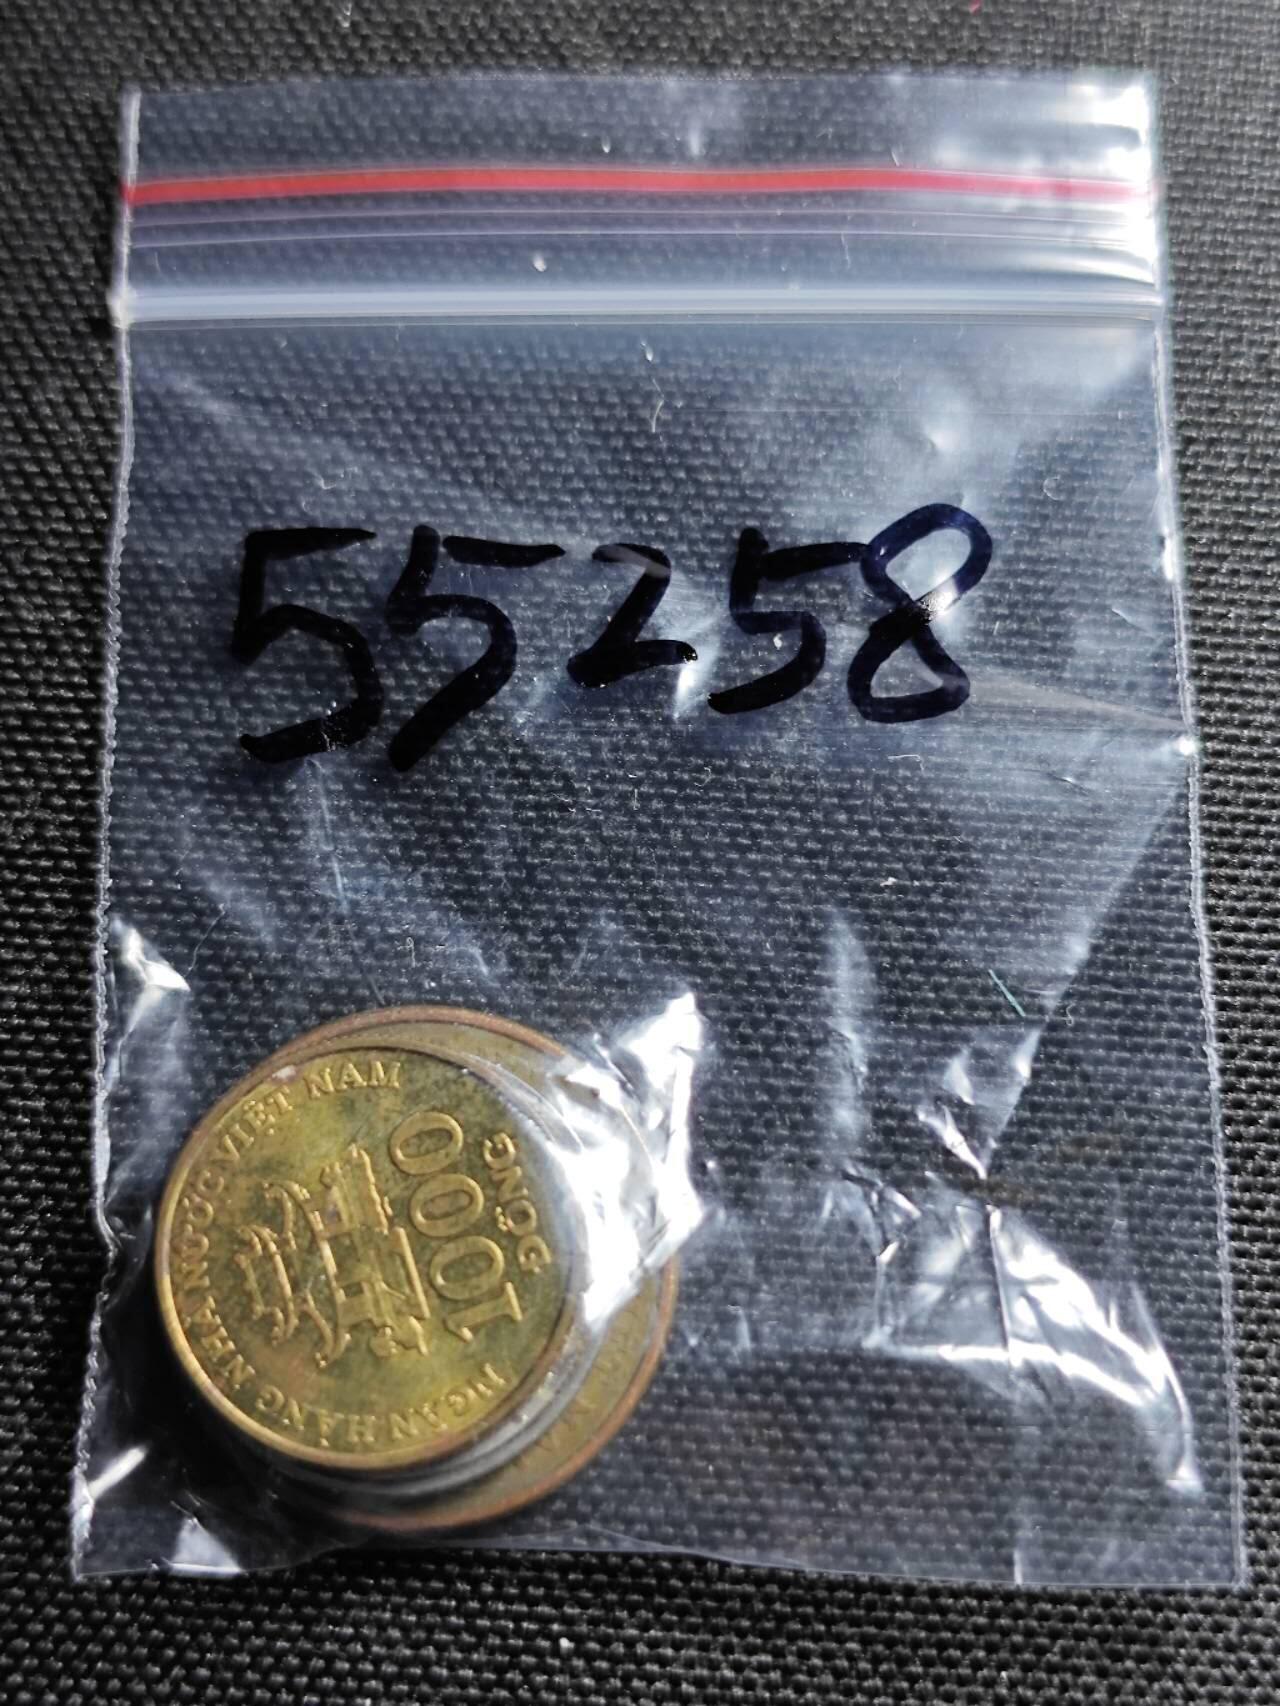 55258
NGÂN HÀNG NHÀ NƯỚC VIỆT NAM
1000
ĐỒNG